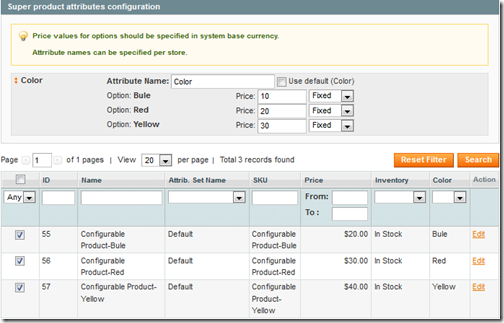 Super product attributes configuration
Price values for options should be specified in system base currency.
Attrribute names can be specified per store.
Color Attribute Name: Color Use default (Color)
Option: Bule Price: 10 Fixed
Option: Red Price: 20 Fixed
Option: Yellow Price: 30 Fixed
Page 1 of 1 pages | View 20 per page | Total 3 records found Reset Filter Search
ID Name Attrib. Set Name SKU Price Inventory Color Action
Any From:
To :
55 Configurable Default Configurable $20.00 In Stock Bule Edit
Product-Bule Product-Bule
56 Configurable Default Configurable $30.00 In Stock Red Edit
Product-Red Product-Red
57 Configurable Product- Default Configurable $40.00 In Stock Yellow Edit
Yellow Product-
Yellow